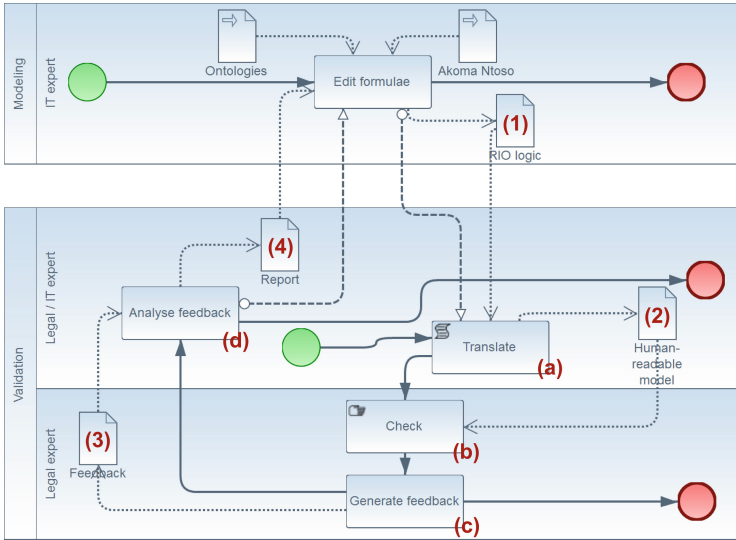 Modeling
IT expert
Ontologies
Edit formulae
Akoma Ntoso
(1)
RIO logic
Validation
Legal / IT expert
(4)
Report
Analyse feedback
(d)
Translate
(a)
(2)
Human-
readable
model
Legal expert
(3)
Feedback
Check
(b)
Generate feedback
(c)